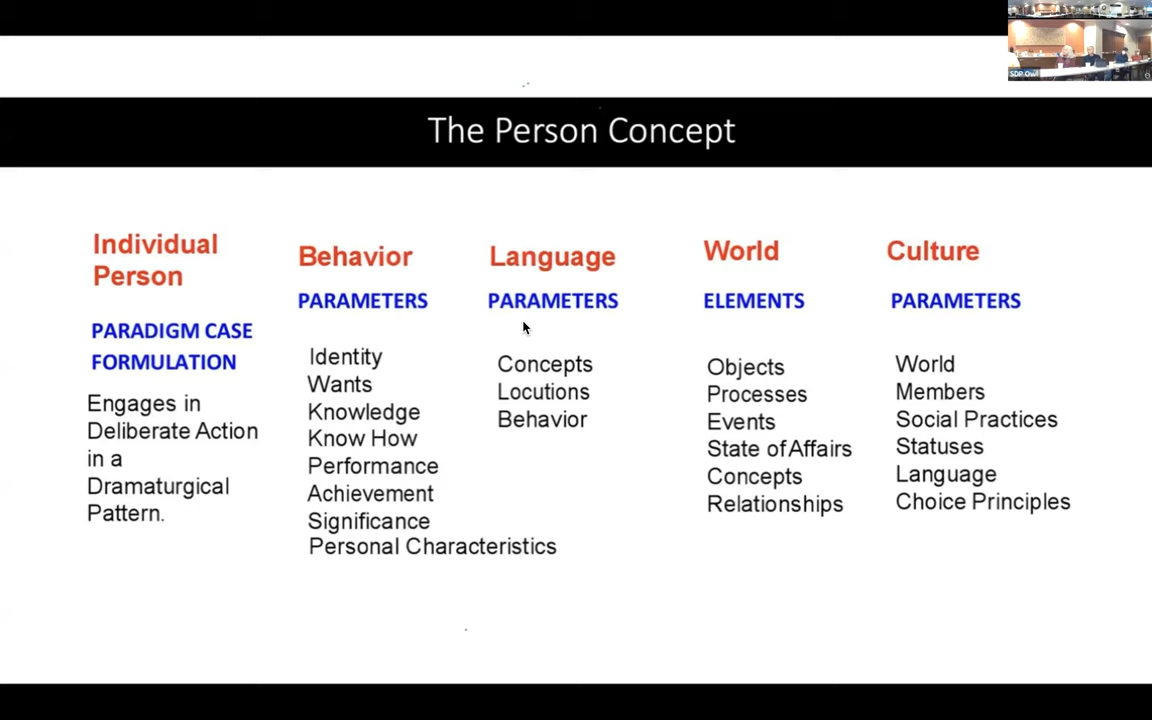 SDP Owl
The Person Concept
Individual
Person
PARADIGM CASE
FORMULATION
Engages in
Deliberate Action
in a
Dramaturgical
Pattern.
Behavior
PARAMETERS
Identity
Wants
Knowledge
Know How
Performance
Achievement
Significance
Personal Characteristics
Language
PARAMETERS
Concepts
Locutions
Behavior
World
ELEMENTS
Objects
Processes
Events
State of Affairs
Concepts
Relationships
Culture
PARAMETERS
World
Members
Social Practices
Statuses
Language
Choice Principles